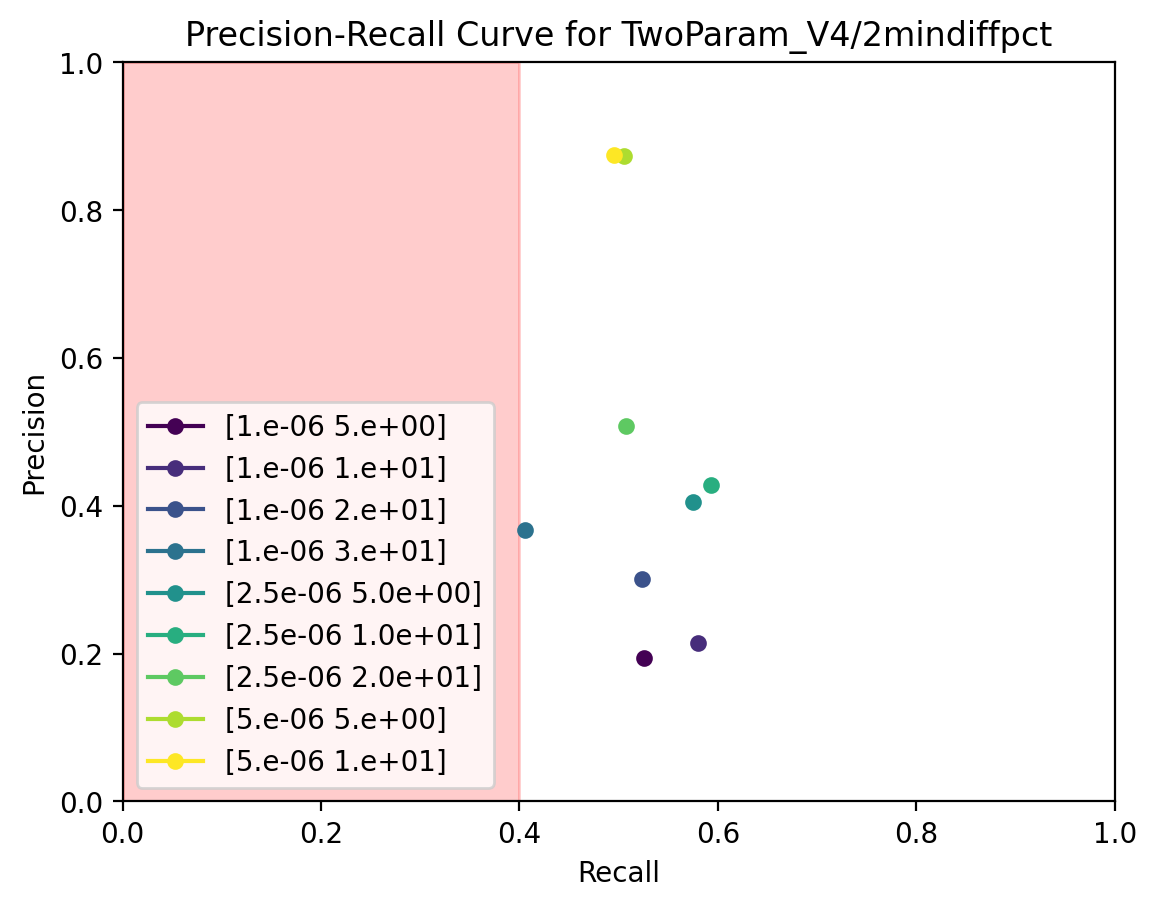 Precision-Recall Curve for TwoParam_V4/2mindiffpct
1.0
0.8
0.6
0.4
0.2
0.0
Precision
[1.e-06 5.e+00]
[1.e-06 1.e+01]
[1.e-06 2.e+01]
[1.e-06 3.e+01]
[2.5e-06 5.0e+00]
[2.5e-06 1.0e+01]
[2.5e-06 2.0e+01]
[5.e-06 5.e+00]
[5.e-06 1.e+01]
0.0 0.2 0.4 0.6 0.8 1.0
Recall